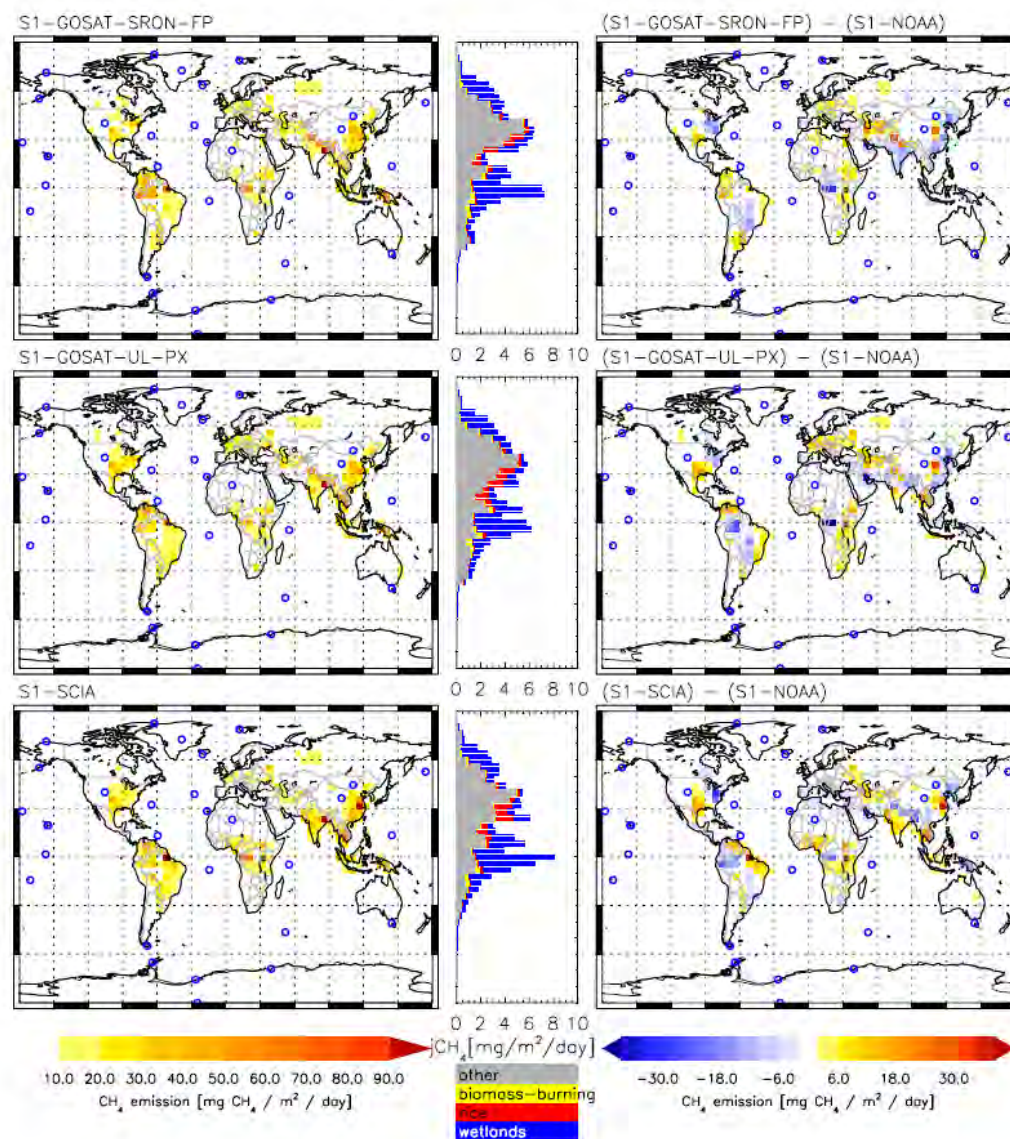 S1-GOSAT-SRON-FP
(S1-GOSAT-SRON-FP) - (S1-NOAA)
0 2 4 6 8 10
S1-GOSAT-UL-PX
(S1-GOSAT-UL-PX) - (S1-NOAA)
0 2 4 6 8 10
S1-SCIA
(S1-SCIA) - (S1-NOAA)
0 2 4 6 8 10
jCH₄[mg/m²/day]
10.0 20.0 30.0 40.0 50.0 60.0 70.0 80.0 90.0
CH₄ emission [mg CH₄ / m² / day]
other
biomass-burning
rice
wetlands
-30.0 -18.0 -6.0 6.0 18.0 30.0
CH₄ emission [mg CH₄ / m² / day]